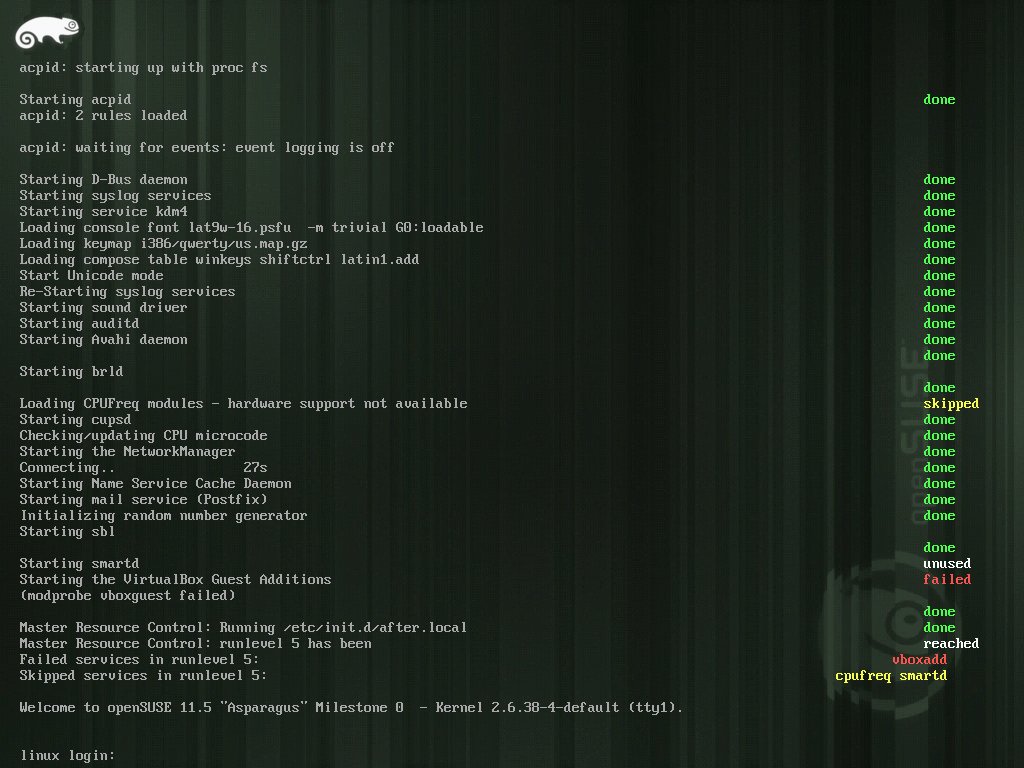 acpid: starting up with proc fs
Starting acpid done
acpid: 2 rules loaded
acpid: waiting for events: event logging is off
Starting D-Bus daemon done
Starting syslog services done
Starting service kdm4 done
Loading console font lat9w-16.psfu  -m trivial G0:loadable done
Loading keymap i386/qwerty/us.map.gz done
Loading compose table winkeys shiftctrl latin1.add done
Start Unicode mode done
Re-Starting syslog services done
Starting sound driver done
Starting auditd done
Starting Avahi daemon done
done
Starting brld
done
Loading CPUFreq modules - hardware support not available skipped
Starting cupsd done
Checking/updating CPU microcode done
Starting the NetworkManager done
Connecting.. 27s done
Starting Name Service Cache Daemon done
Starting mail service (Postfix) done
Initializing random number generator done
Starting sbl
done
Starting smartd unused
Starting the VirtualBox Guest Additions failed
(modprobe vboxguest failed)
done
Master Resource Control: Running /etc/init.d/after.local done
Master Resource Control: runlevel 5 has been reached
Failed services in runlevel 5: vboxadd
Skipped services in runlevel 5: cpufreq smartd
Welcome to openSUSE 11.5 "Asparagus" Milestone 0  - Kernel 2.6.38-4-default (tty1).
linux login:
openSUSE